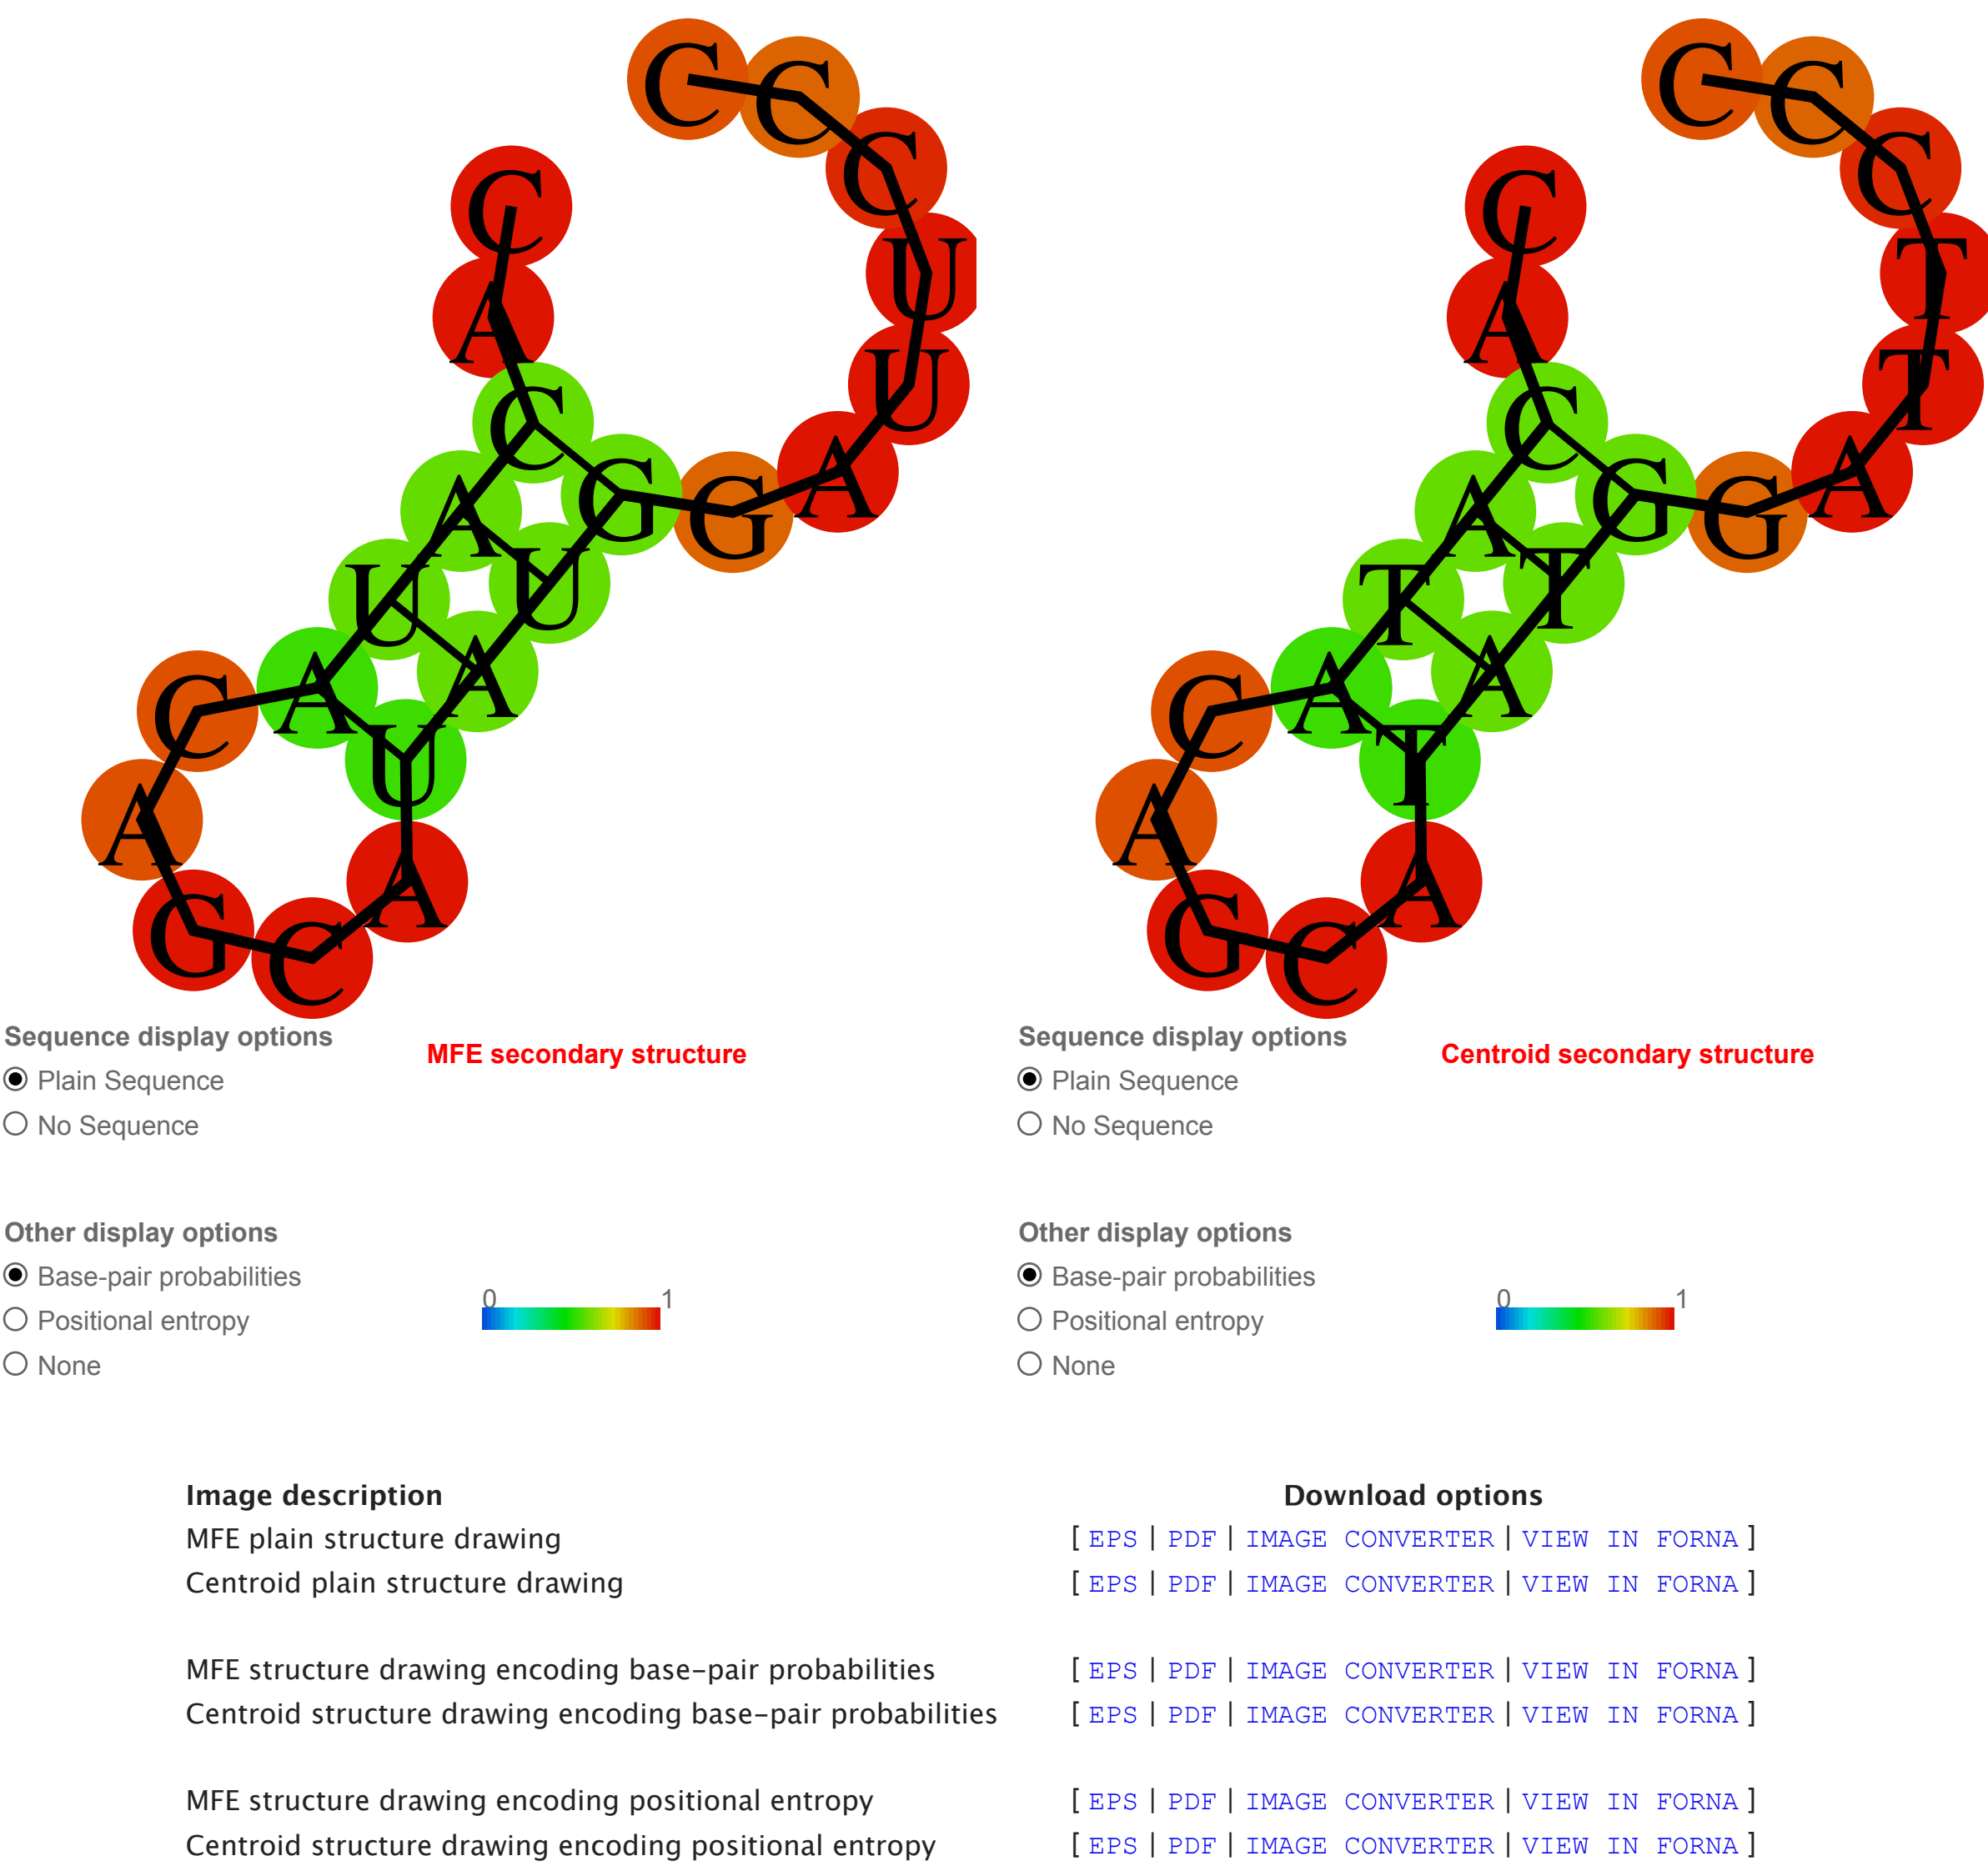 C
C
C
U
U
A
G
G
U
A
U
A
C
G
A
C
A
U
A
C
A
C
C
C
C
T
T
A
G
G
T
A
T
A
C
G
A
C
A
T
A
C
A
C
Sequence display options
Plain Sequence
No Sequence
MFE secondary structure
Other display options
Base-pair probabilities
Positional entropy
None
0 1
Sequence display options
Plain Sequence
No Sequence
Centroid secondary structure
Other display options
Base-pair probabilities
Positional entropy
None
0 1
Image description Download options
MFE plain structure drawing [ EPS | PDF | IMAGE CONVERTER | VIEW IN FORNA ]
Centroid plain structure drawing [ EPS | PDF | IMAGE CONVERTER | VIEW IN FORNA ]
MFE structure drawing encoding base-pair probabilities [ EPS | PDF | IMAGE CONVERTER | VIEW IN FORNA ]
Centroid structure drawing encoding base-pair probabilities [ EPS | PDF | IMAGE CONVERTER | VIEW IN FORNA ]
MFE structure drawing encoding positional entropy [ EPS | PDF | IMAGE CONVERTER | VIEW IN FORNA ]
Centroid structure drawing encoding positional entropy [ EPS | PDF | IMAGE CONVERTER | VIEW IN FORNA ]